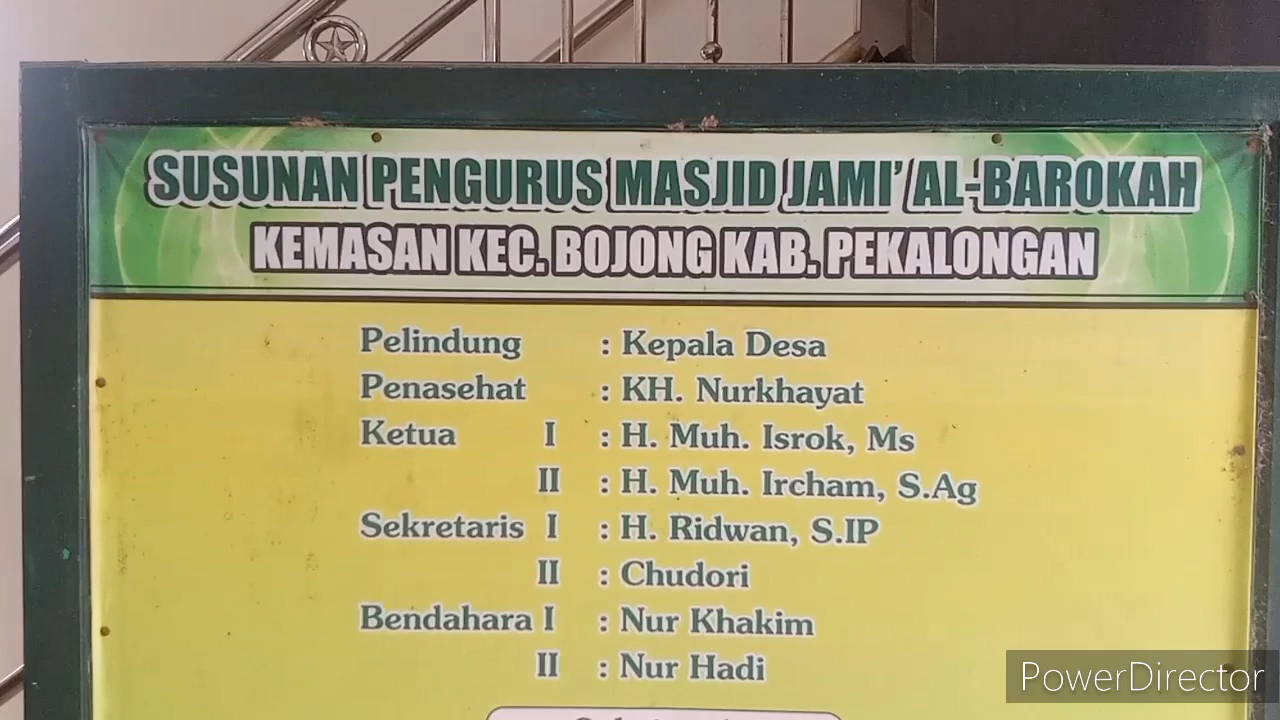 SUSUNAN PENGURUS MASJID JAMI' AL-BAROKAH
KEMASAN KEC. BOJONG KAB. PEKALONGAN
Pelindung : Kepala Desa
Penasehat : KH. Nurkhayat
Ketua I : H. Muh. Isrok, Ms
II : H. Muh. Ircham, S.Ag
Sekretaris I : H. Ridwan, S.IP
II : Chudori
Bendahara I : Nur Khakim
II : Nur Hadi
PowerDirector